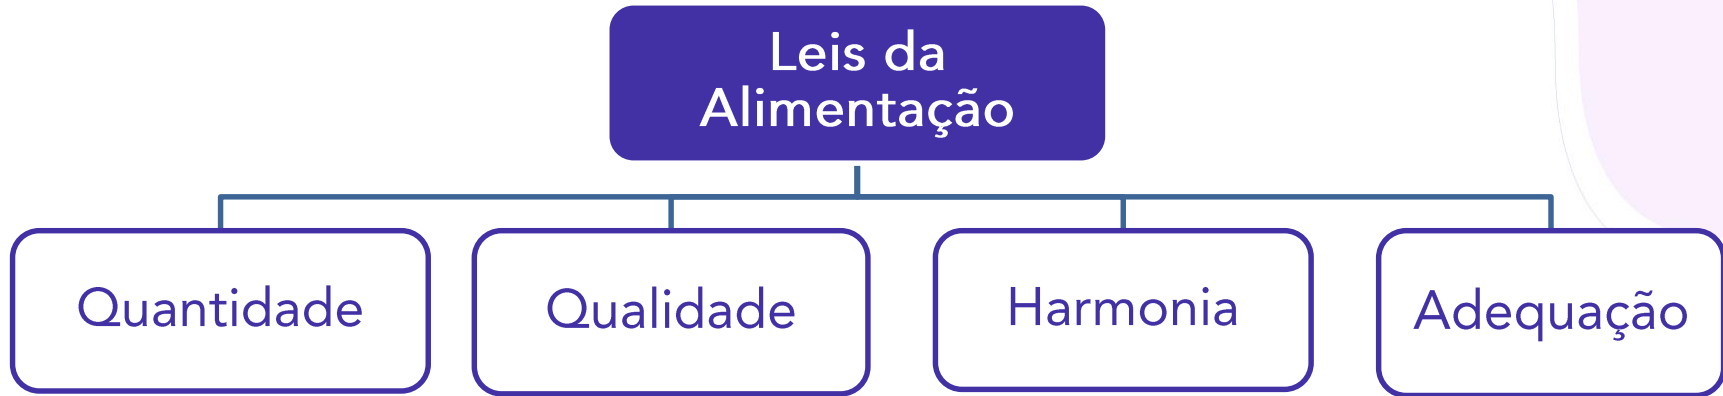 Leis da
Alimentação
Quantidade
Qualidade
Harmonia
Adequação